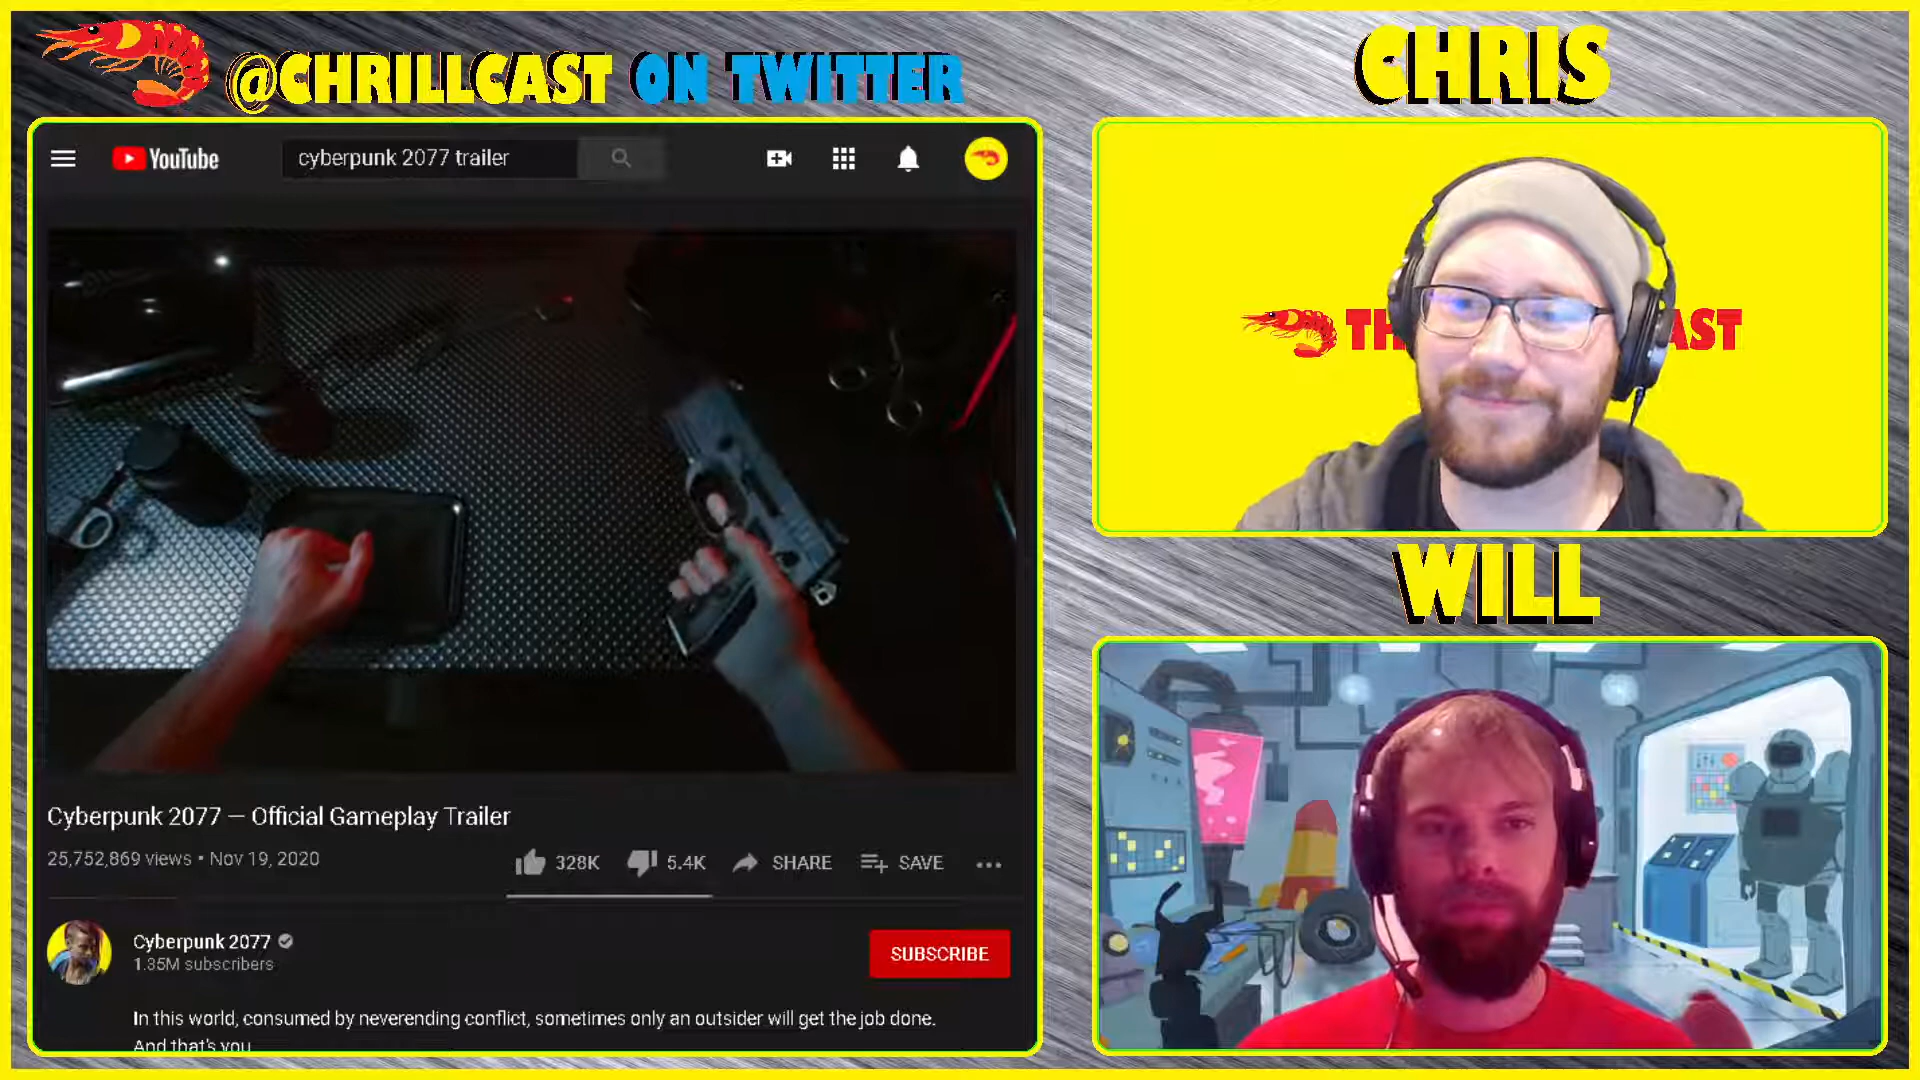 @CHRILLCAST ON TWITTER
CHRIS
YouTube
cyberpunk 2077 trailer
TH
AST
WILL
Cyberpunk 2077 — Official Gameplay Trailer
25,752,869 views • Nov 19, 2020
328K
5.4K
SHARE
SAVE
Cyberpunk 2077
1.35M subscribers
SUBSCRIBE
In this world, consumed by neverending conflict, sometimes only an outsider will get the job done.
And that's you